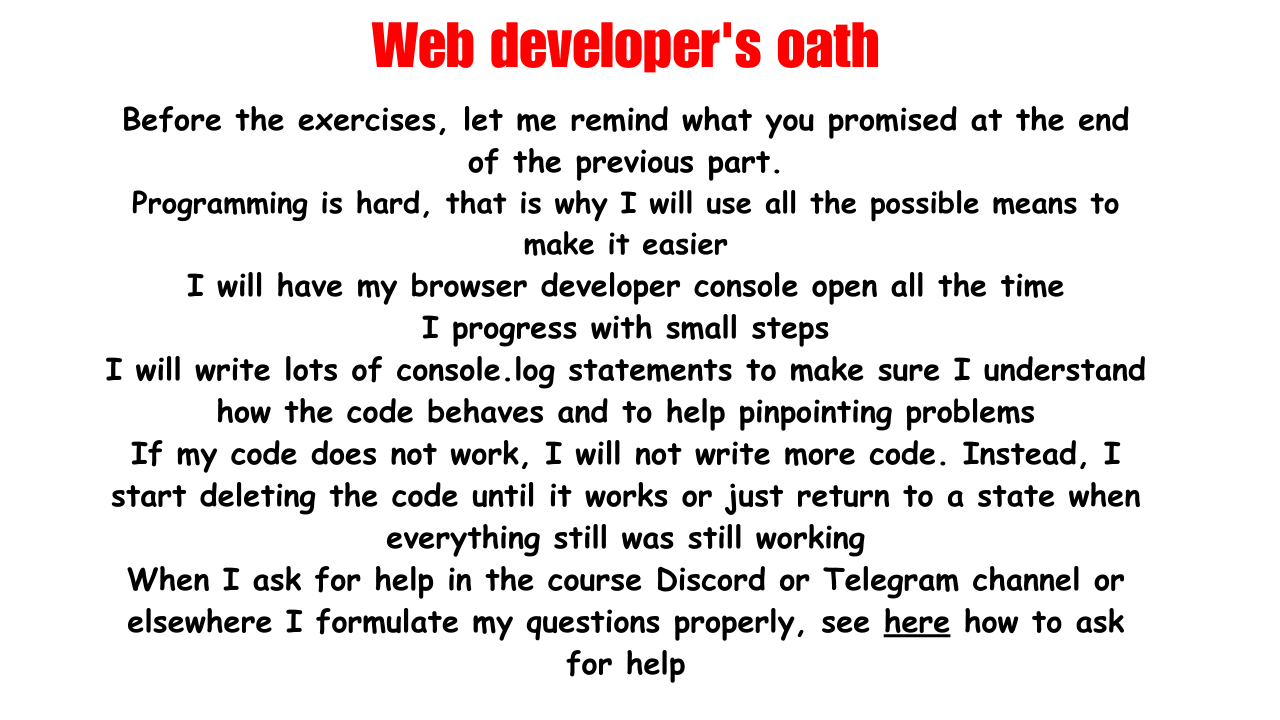 Web developer's oath
Before the exercises, let me remind what you promised at the end
of the previous part.
Programming is hard, that is why I will use all the possible means to
make it easier
I will have my browser developer console open all the time
I progress with small steps
I will write lots of console.log statements to make sure I understand
how the code behaves and to help pinpointing problems
If my code does not work, I will not write more code. Instead, I
start deleting the code until it works or just return to a state when
everything still was still working
When I ask for help in the course Discord or Telegram channel or
elsewhere I formulate my questions properly, see here how to ask
for help